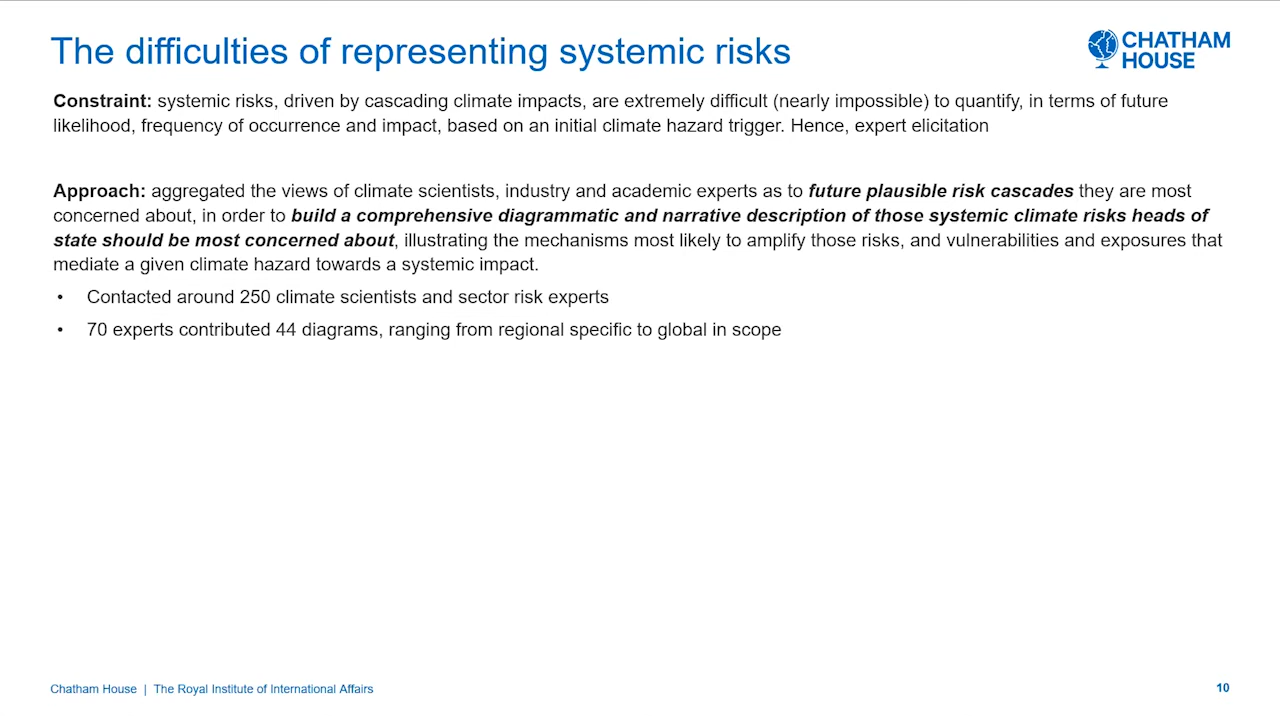 The difficulties of representing systemic risks
CHATHAM
HOUSE
Constraint: systemic risks, driven by cascading climate impacts, are extremely difficult (nearly impossible) to quantify, in terms of future
likelihood, frequency of occurrence and impact, based on an initial climate hazard trigger. Hence, expert elicitation
Approach: aggregated the views of climate scientists, industry and academic experts as to future plausible risk cascades they are most
concerned about, in order to build a comprehensive diagrammatic and narrative description of those systemic climate risks heads of
state should be most concerned about, illustrating the mechanisms most likely to amplify those risks, and vulnerabilities and exposures that
mediate a given climate hazard towards a systemic impact.
• Contacted around 250 climate scientists and sector risk experts
• 70 experts contributed 44 diagrams, ranging from regional specific to global in scope
Chatham House | The Royal Institute of International Affairs
10